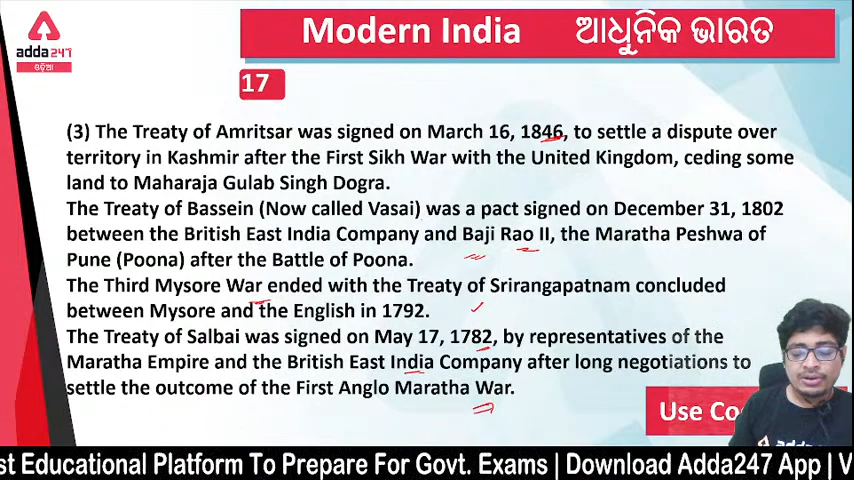 adda247
ଓଡ଼ିଆ
Modern India ଆଧୁନିକ ଭାରତ
17
(3) The Treaty of Amritsar was signed on March 16, 1846, to settle a dispute over
territory in Kashmir after the First Sikh War with the United Kingdom, ceding some
land to Maharaja Gulab Singh Dogra.
The Treaty of Bassein (Now called Vasai) was a pact signed on December 31, 1802
between the British East India Company and Baji Rao II, the Maratha Peshwa of
Pune (Poona) after the Battle of Poona.
The Third Mysore War ended with the Treaty of Srirangapatnam concluded
between Mysore and the English in 1792.
The Treaty of Salbai was signed on May 17, 1782, by representatives of the
Maratha Empire and the British East India Company after long negotiations to
settle the outcome of the First Anglo Maratha War.
Use Co
st Educational Platform To Prepare For Govt. Exams | Download Adda247 App | V